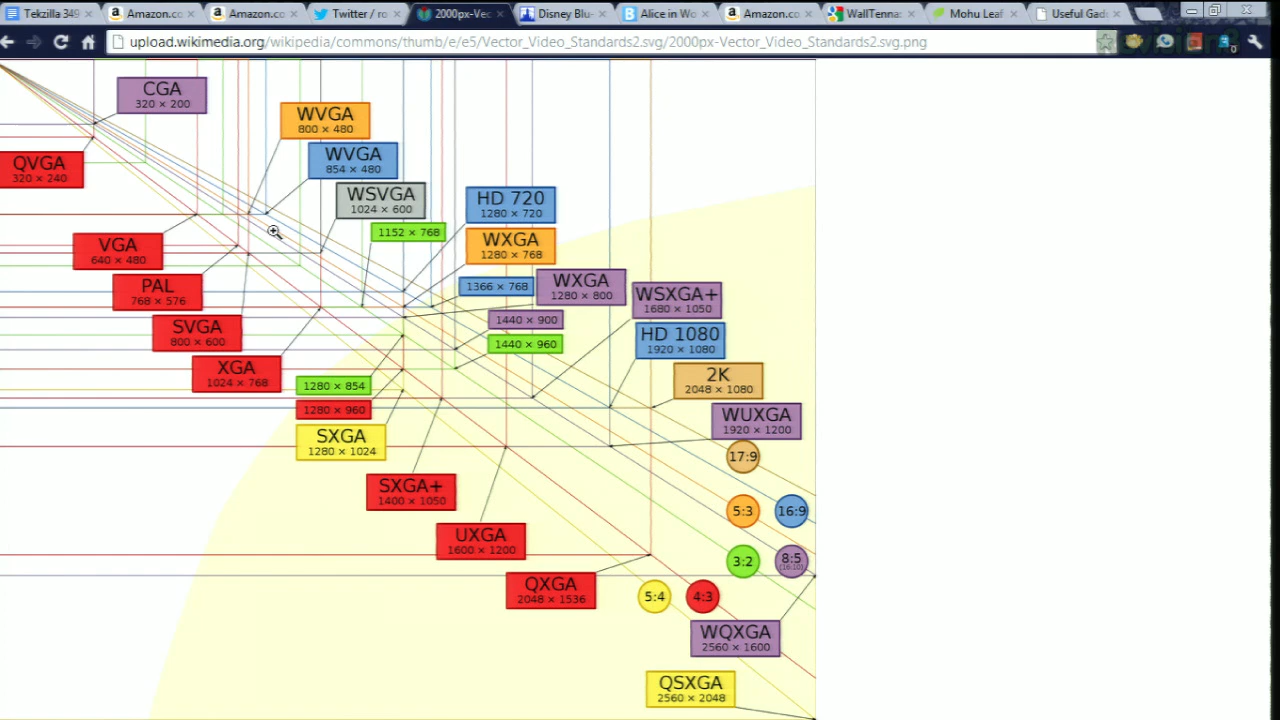 Tekzilla 349
Amazon.co
Amazon.co
Twitter / ro
2000px-Vec
Disney Blu-
Alice in Wo
Amazon.co
WallTenna
Mohu Leaf
Useful Gad
upload.wikimedia.org/wikipedia/commons/thumb/e/e5/Vector_Video_Standards2.svg/2000px-Vector_Video_Standards2.svg.png
CGA
320 × 200
WVGA
800 × 480
QVGA
320 × 240
WVGA
854 × 480
WSVGA
1024 × 600
HD 720
1280 × 720
1152 × 768
VGA
640 × 480
WXGA
1280 × 768
PAL
768 × 576
1366 × 768
WXGA
1280 × 800
WSXGA+
1680 × 1050
SVGA
800 × 600
1440 × 900
HD 1080
1920 × 1080
1440 × 960
XGA
1024 × 768
1280 × 854
2K
2048 × 1080
1280 × 960
WUXGA
1920 × 1200
SXGA
1280 × 1024
17:9
SXGA+
1400 × 1050
5:3
16:9
UXGA
1600 × 1200
3:2
8:5
(16:10)
QXGA
2048 × 1536
5:4
4:3
WQXGA
2560 × 1600
QSXGA
2560 × 2048